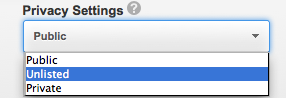 Privacy Settings ?
Public
Public
Unlisted
Private